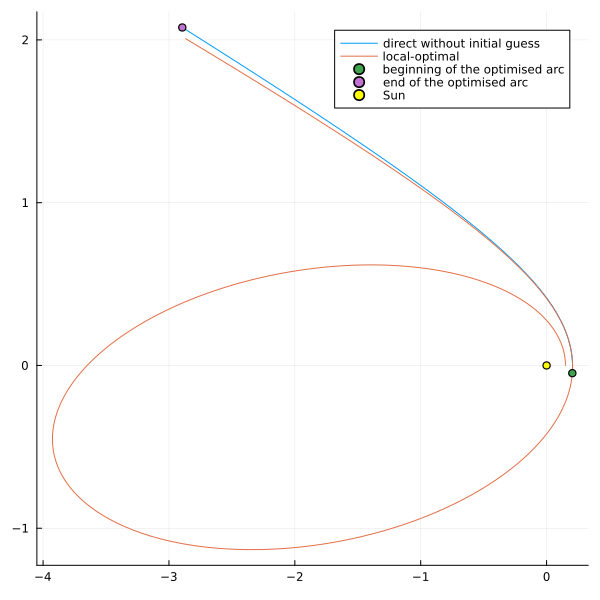 direct without initial guess
local-optimal
beginning of the optimised arc
end of the optimised arc
Sun
2
1
0
−1
−4
−3
−2
−1
0